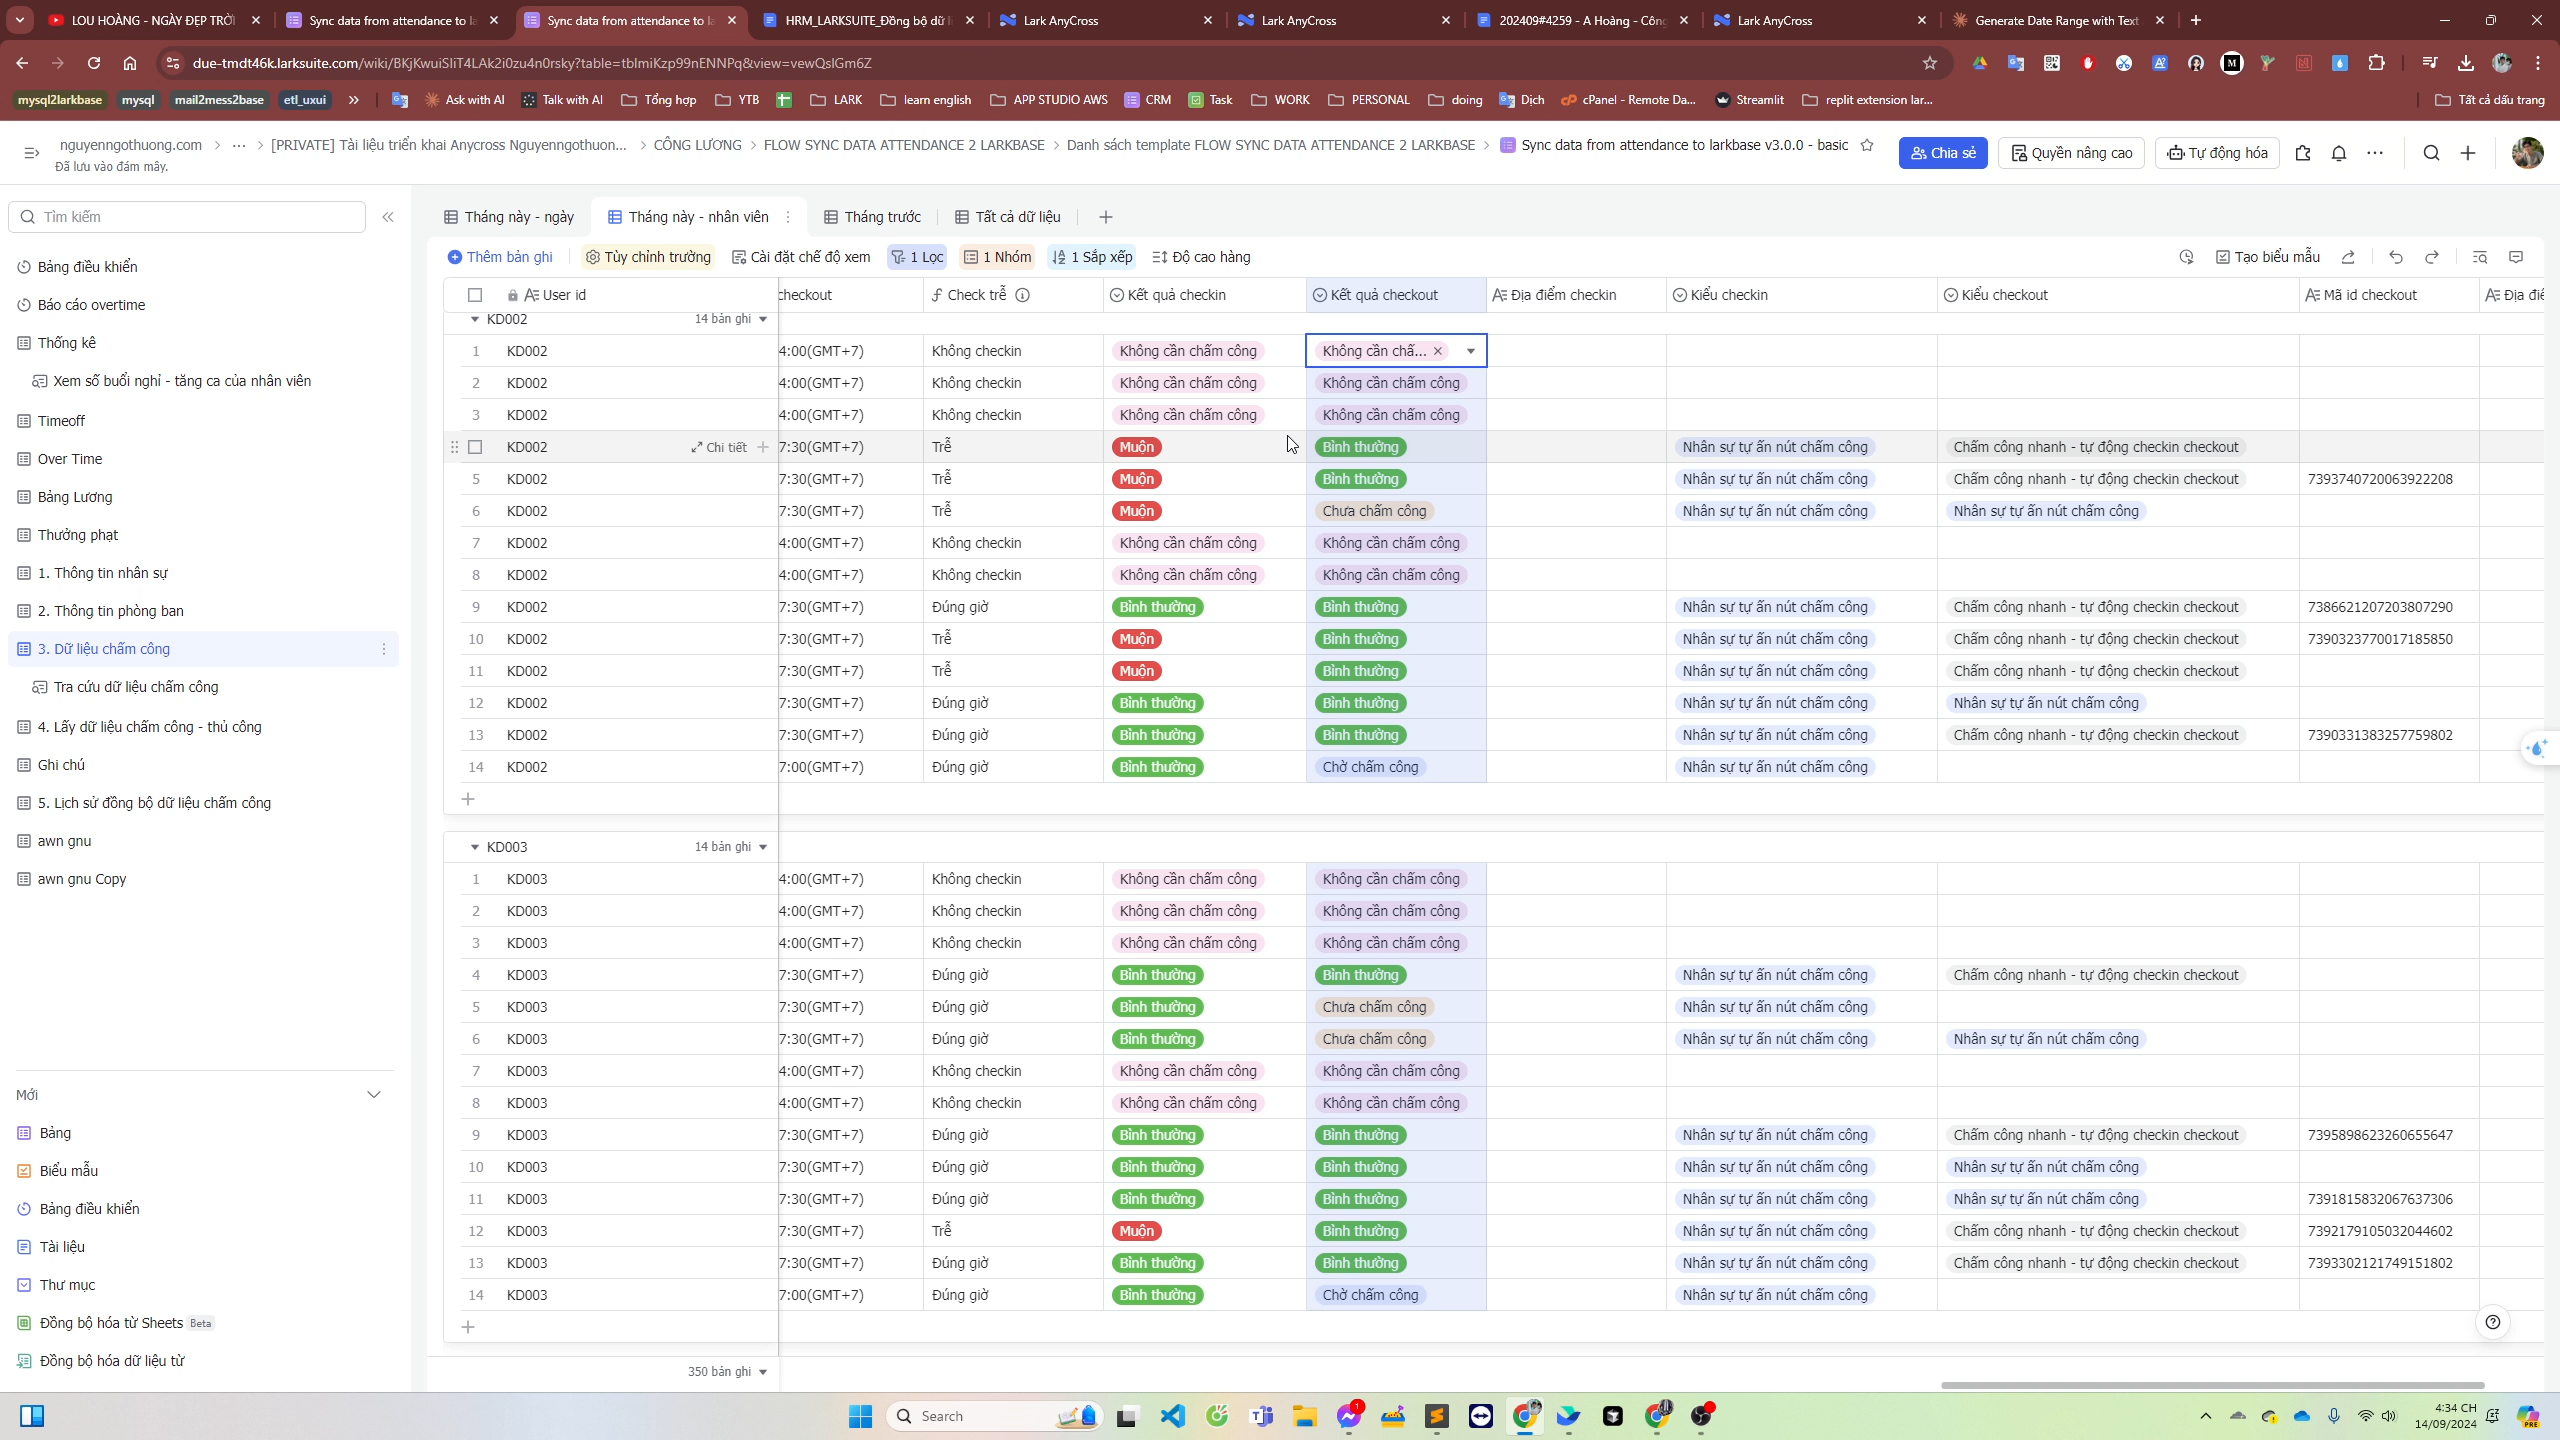 LOU HOÀNG - NGÀY ĐẸP TRỜI
Sync data from attendance to la
Sync data from attendance to la
HRM_LARKSUITE_Đồng bộ dữ li
Lark AnyCross
Lark AnyCross
202409#4259 - A Hoàng - Công
Lark AnyCross
Generate Date Range with Text
due-tmdt46k.larksuite.com/wiki/BKjKwuiSliT4LAk2i0zu4n0rsky?table=tblmiKzp99nENNPq&view=vewQslGm6Z
mysql2larkbase mysql mail2mess2base etl_uxui » Ask with AI Talk with AI Tổng hợp YTB LARK learn english APP STUDIO AWS CRM Task WORK PERSONAL doing Dịch cPanel - Remote Da... Streamlit replit extension lar... Tất cả dấu trang
nguyenngothuong.com > ··· > [PRIVATE] Tài liệu triển khai Anycross Nguyenngothuon... > CÔNG LƯƠNG > FLOW SYNC DATA ATTENDANCE 2 LARKBASE > Danh sách template FLOW SYNC DATA ATTENDANCE 2 LARKBASE > Sync data from attendance to larkbase v3.0.0 - basic
Đã lưu vào đám mây.
Chia sẻ Quyền nâng cao Tự động hóa
Tìm kiếm
Bảng điều khiển
Báo cáo overtime
Thống kê
Xem số buổi nghỉ - tăng ca của nhân viên
Timeoff
Over Time
Bảng Lương
Thưởng phạt
1. Thông tin nhân sự
2. Thông tin phòng ban
3. Dữ liệu chấm công
Tra cứu dữ liệu chấm công
4. Lấy dữ liệu chấm công - thủ công
Ghi chú
5. Lịch sử đồng bộ dữ liệu chấm công
awn gnu
awn gnu Copy
Mới
Bảng
Biểu mẫu
Bảng điều khiển
Tài liệu
Thư mục
Đồng bộ hóa từ Sheets Beta
Đồng bộ hóa dữ liệu từ
Tháng này - ngày Tháng này - nhân viên Tháng trước Tất cả dữ liệu
Thêm bản ghi Tùy chỉnh trường Cài đặt chế độ xem 1 Lọc 1 Nhóm 1 Sắp xếp Độ cao hàng Tạo biểu mẫu
User id checkout Check trễ Kết quả checkin Kết quả checkout Địa điểm checkin Kiểu checkin Kiểu checkout Mã id checkout Địa điể
KD002 14 bản ghi
1 KD002 4:00(GMT+7) Không checkin Không cần chấm công Không cần chấ...
2 KD002 4:00(GMT+7) Không checkin Không cần chấm công Không cần chấm công
3 KD002 4:00(GMT+7) Không checkin Không cần chấm công Không cần chấm công
KD002 Chi tiết 7:30(GMT+7) Trễ Muộn Bình thường Nhân sự tự ấn nút chấm công Chấm công nhanh - tự động checkin checkout
5 KD002 7:30(GMT+7) Trễ Muộn Bình thường Nhân sự tự ấn nút chấm công Chấm công nhanh - tự động checkin checkout 7393740720063922208
6 KD002 7:30(GMT+7) Trễ Muộn Chưa chấm công Nhân sự tự ấn nút chấm công Nhân sự tự ấn nút chấm công
7 KD002 4:00(GMT+7) Không checkin Không cần chấm công Không cần chấm công
8 KD002 4:00(GMT+7) Không checkin Không cần chấm công Không cần chấm công
9 KD002 7:30(GMT+7) Đúng giờ Bình thường Bình thường Nhân sự tự ấn nút chấm công Chấm công nhanh - tự động checkin checkout 7386621207203807290
10 KD002 7:30(GMT+7) Trễ Muộn Bình thường Nhân sự tự ấn nút chấm công Chấm công nhanh - tự động checkin checkout 7390323770017185850
11 KD002 7:30(GMT+7) Trễ Muộn Bình thường Nhân sự tự ấn nút chấm công Chấm công nhanh - tự động checkin checkout
12 KD002 7:30(GMT+7) Đúng giờ Bình thường Bình thường Nhân sự tự ấn nút chấm công Nhân sự tự ấn nút chấm công
13 KD002 7:30(GMT+7) Đúng giờ Bình thường Bình thường Nhân sự tự ấn nút chấm công Chấm công nhanh - tự động checkin checkout 7390331383257759802
14 KD002 7:00(GMT+7) Đúng giờ Bình thường Chờ chấm công Nhân sự tự ấn nút chấm công
KD003 14 bản ghi
1 KD003 4:00(GMT+7) Không checkin Không cần chấm công Không cần chấm công
2 KD003 4:00(GMT+7) Không checkin Không cần chấm công Không cần chấm công
3 KD003 4:00(GMT+7) Không checkin Không cần chấm công Không cần chấm công
4 KD003 7:30(GMT+7) Đúng giờ Bình thường Bình thường Nhân sự tự ấn nút chấm công Chấm công nhanh - tự động checkin checkout
5 KD003 7:30(GMT+7) Đúng giờ Bình thường Chưa chấm công Nhân sự tự ấn nút chấm công
6 KD003 7:30(GMT+7) Đúng giờ Bình thường Chưa chấm công Nhân sự tự ấn nút chấm công Nhân sự tự ấn nút chấm công
7 KD003 4:00(GMT+7) Không checkin Không cần chấm công Không cần chấm công
8 KD003 4:00(GMT+7) Không checkin Không cần chấm công Không cần chấm công
9 KD003 7:30(GMT+7) Đúng giờ Bình thường Bình thường Nhân sự tự ấn nút chấm công Chấm công nhanh - tự động checkin checkout 7395898623260655647
10 KD003 7:30(GMT+7) Đúng giờ Bình thường Bình thường Nhân sự tự ấn nút chấm công Nhân sự tự ấn nút chấm công
11 KD003 7:30(GMT+7) Đúng giờ Bình thường Bình thường Nhân sự tự ấn nút chấm công Nhân sự tự ấn nút chấm công 7391815832067637306
12 KD003 7:30(GMT+7) Trễ Muộn Bình thường Nhân sự tự ấn nút chấm công Chấm công nhanh - tự động checkin checkout 7392179105032044602
13 KD003 7:30(GMT+7) Đúng giờ Bình thường Bình thường Nhân sự tự ấn nút chấm công Chấm công nhanh - tự động checkin checkout 7393302121749151802
14 KD003 7:00(GMT+7) Đúng giờ Bình thường Chờ chấm công Nhân sự tự ấn nút chấm công
350 bản ghi
Search
4:34 CH
14/09/2024